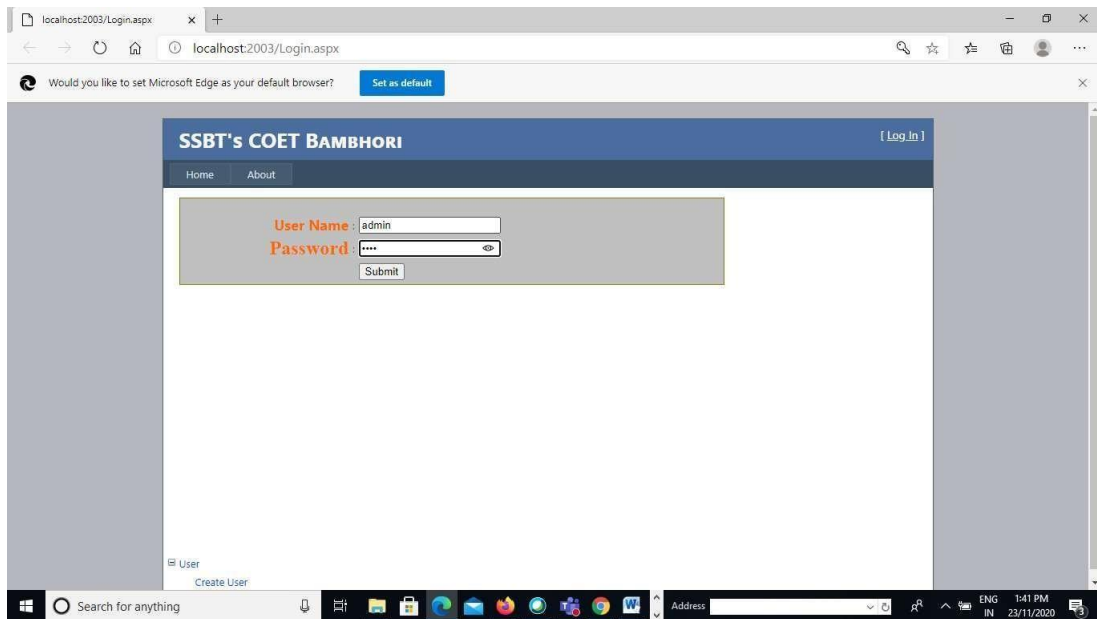 localhost:2003/Login.aspx
localhost:2003/Login.aspx
Would you like to set Microsoft Edge as your default browser? Set as default
SSBT's COET BAMBHORI [ Log In ]
Home About
User Name : admin
Password : ••••
Submit
User
Create User
Search for anything Address ENG 1:41 PM
IN 23/11/2020